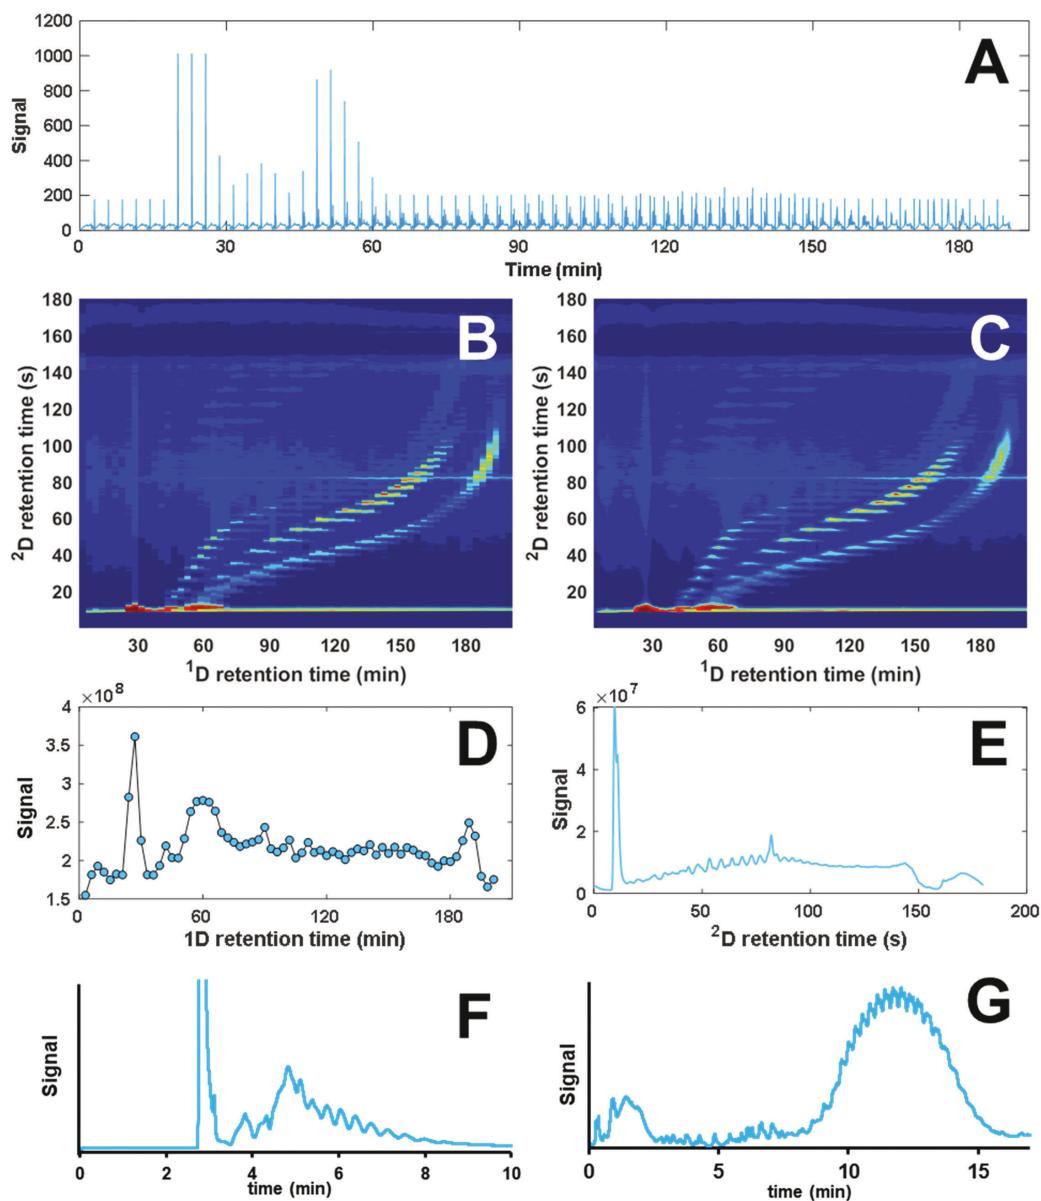 1200
1000
800
600
400
200
0
Signal
A
0 30 60 90 120 150 180
Time (min)
180
160
140
120
100
80
60
40
20
²D retention time (s)
B
30 60 90 120 150 180
¹D retention time (min)
180
160
140
120
100
80
60
40
20
²D retention time (s)
C
30 60 90 120 150 180
¹D retention time (min)
×10⁸
4
3.5
3
2.5
2
1.5
Signal
D
0 60 120 180
1D retention time (min)
×10⁷
6
4
2
0
Signal
E
0 50 100 150 200
²D retention time (s)
Signal
F
0 2 4 6 8 10
time (min)
Signal
G
0 5 10 15
time (min)